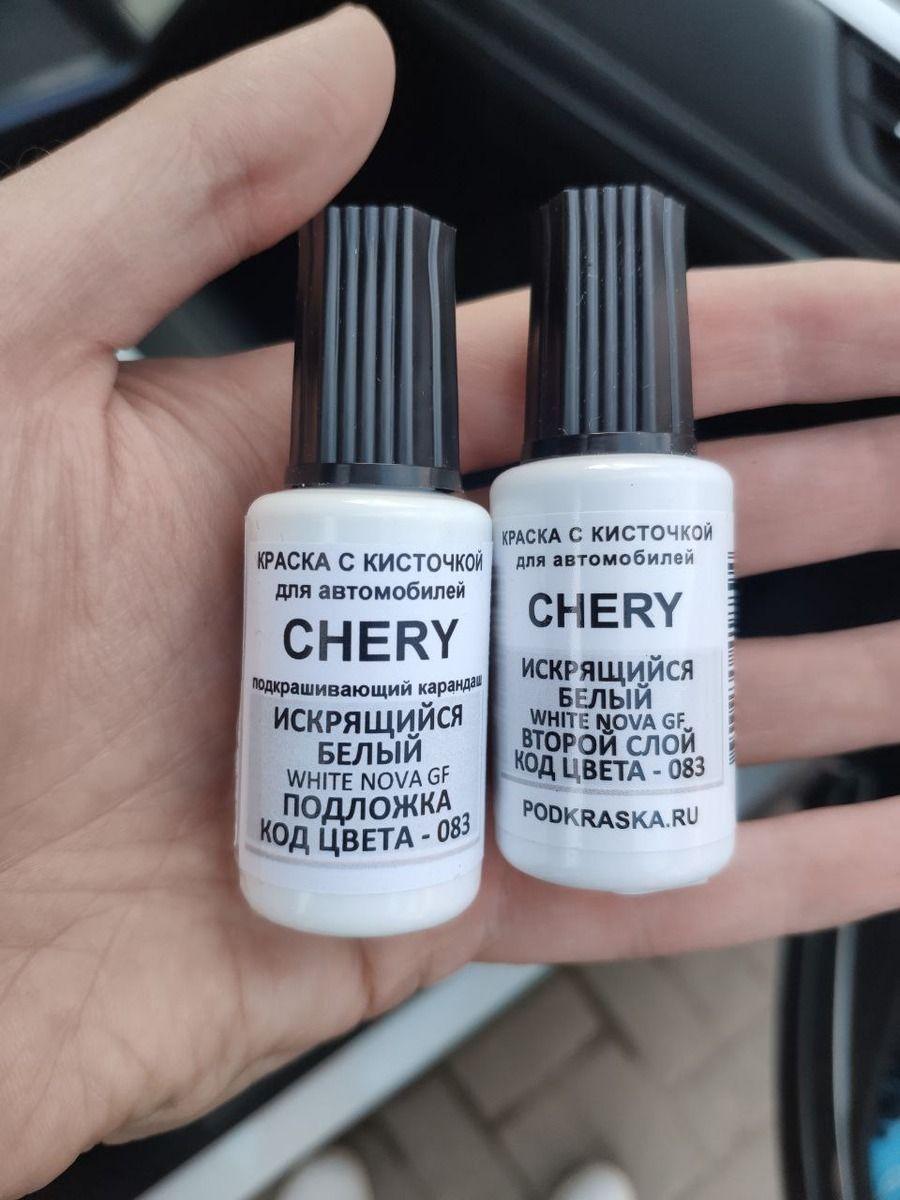 КРАСКА С КИСТОЧКОЙ
для автомобилей
CHERY
подкрашивающий карандаш
ИСКРЯЩИЙСЯ
БЕЛЫЙ
WHITE NOVA GF
ПОДЛОЖКА
КОД ЦВЕТА - 083
КРАСКА С КИСТОЧКОЙ
для автомобилей
CHERY
ИСКРЯЩИЙСЯ
БЕЛЫЙ
WHITE NOVA GF
ВТОРОЙ СЛОЙ
КОД ЦВЕТА - 083
PODKRASKA.RU